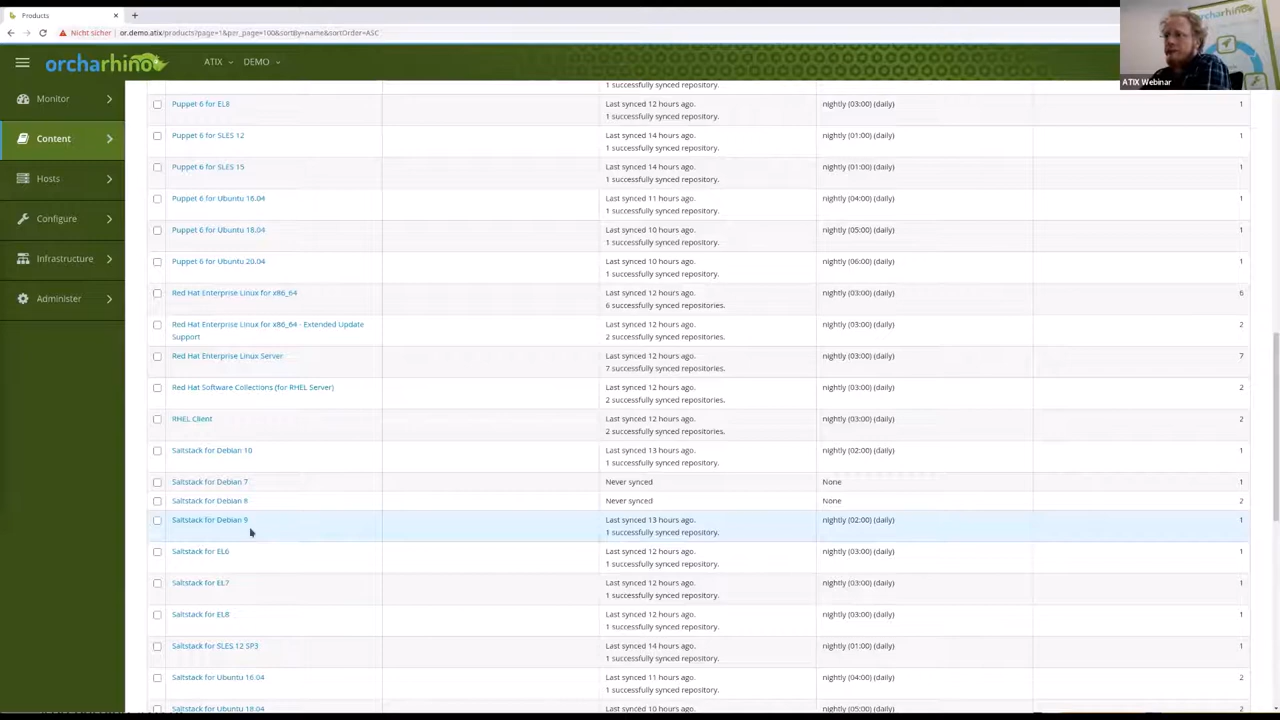 Products
Nicht sicher
or.demo.atix/products?page=1&per_page=100&sortBy=name&sortOrder=ASC
orcharhino
ATIX
DEMO
ATIX Webinar
Monitor
Content
Hosts
Configure
Infrastructure
Administer
1 successfully synced repository.
Puppet 6 for EL8
Last synced 12 hours ago.
nightly (03:00) (daily)
1
1 successfully synced repository.
Puppet 6 for SLES 12
Last synced 14 hours ago.
nightly (01:00) (daily)
1
1 successfully synced repository.
Puppet 6 for SLES 15
Last synced 14 hours ago.
nightly (01:00) (daily)
1
1 successfully synced repository.
Puppet 6 for Ubuntu 16.04
Last synced 11 hours ago.
nightly (04:00) (daily)
1
1 successfully synced repository.
Puppet 6 for Ubuntu 18.04
Last synced 10 hours ago.
nightly (05:00) (daily)
1
1 successfully synced repository.
Puppet 6 for Ubuntu 20.04
Last synced 10 hours ago.
nightly (06:00) (daily)
1
1 successfully synced repository.
Red Hat Enterprise Linux for x86_64
Last synced 12 hours ago.
nightly (03:00) (daily)
6
6 successfully synced repositories.
Red Hat Enterprise Linux for x86_64 - Extended Update
Support
Last synced 12 hours ago.
nightly (03:00) (daily)
2
2 successfully synced repositories.
Red Hat Enterprise Linux Server
Last synced 12 hours ago.
nightly (03:00) (daily)
7
7 successfully synced repositories.
Red Hat Software Collections (for RHEL Server)
Last synced 12 hours ago.
nightly (03:00) (daily)
2
2 successfully synced repositories.
RHEL Client
Last synced 12 hours ago.
nightly (03:00) (daily)
2
2 successfully synced repositories.
Saltstack for Debian 10
Last synced 13 hours ago.
nightly (02:00) (daily)
1
1 successfully synced repository.
Saltstack for Debian 7
Never synced
None
1
Saltstack for Debian 8
Never synced
None
2
Saltstack for Debian 9
Last synced 13 hours ago.
nightly (02:00) (daily)
1
1 successfully synced repository.
Saltstack for EL6
Last synced 12 hours ago.
nightly (03:00) (daily)
1
1 successfully synced repository.
Saltstack for EL7
Last synced 12 hours ago.
nightly (03:00) (daily)
1
1 successfully synced repository.
Saltstack for EL8
Last synced 12 hours ago.
nightly (03:00) (daily)
1
1 successfully synced repository.
Saltstack for SLES 12 SP3
Last synced 14 hours ago.
nightly (01:00) (daily)
1
1 successfully synced repository.
Saltstack for Ubuntu 16.04
Last synced 11 hours ago.
nightly (04:00) (daily)
2
1 successfully synced repository.
Saltstack for Ubuntu 18.04
Last synced 10 hours ago.
nightly (05:00) (daily)
2